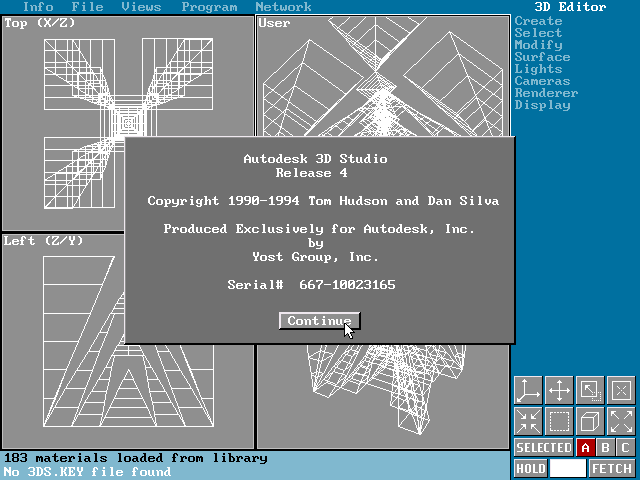 Info File Views Program Network 3D Editor
Top (X/Z)
User
Create
Select
Modify
Surface
Lights
Cameras
Renderer
Display
Autodesk 3D Studio
Release 4
Copyright 1990-1994 Tom Hudson and Dan Silva
Produced Exclusively for Autodesk, Inc.
by
Yost Group, Inc.
Serial# 667-10023165
Continue
Left (Z/Y)
SELECTED A B C
HOLD FETCH
183 materials loaded from library
No 3DS.KEY file found